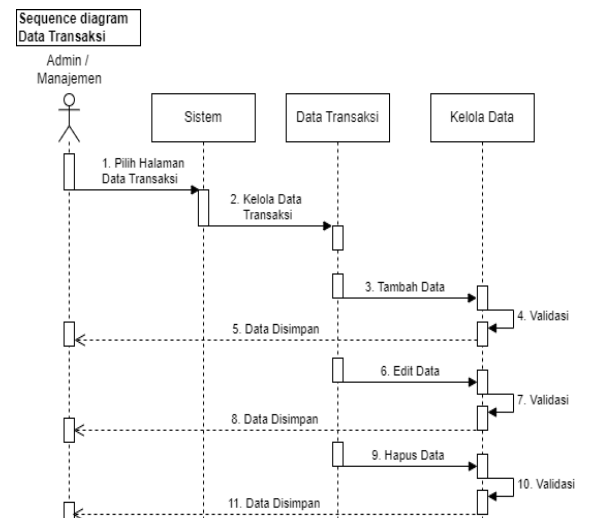 Sequence diagram
Data Transaksi
Admin /
Manajemen
Sistem
Data Transaksi
Kelola Data
1. Pilih Halaman
Data Transaksi
2. Kelola Data
Transaksi
3. Tambah Data
4. Validasi
5. Data Disimpan
6. Edit Data
7. Validasi
8. Data Disimpan
9. Hapus Data
10. Validasi
11. Data Disimpan